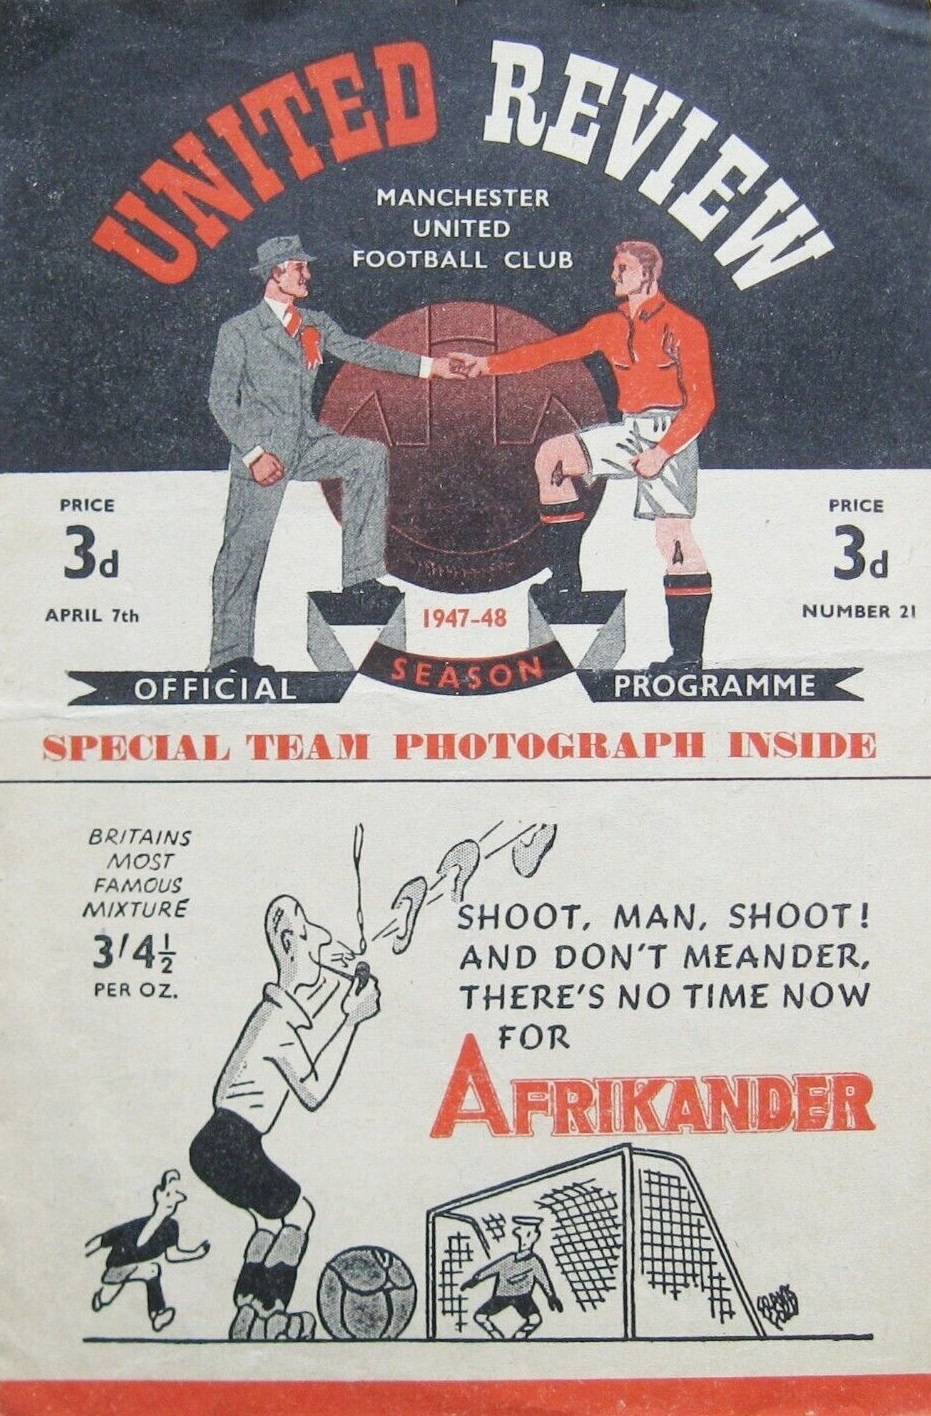 UNITED REVIEW
MANCHESTER
UNITED
FOOTBALL CLUB
PRICE
3d
APRIL 7th
PRICE
3d
NUMBER 21
1947-48
SEASON
OFFICIAL
PROGRAMME
SPECIAL TEAM PHOTOGRAPH INSIDE
BRITAINS
MOST
FAMOUS
MIXTURE
3'4½
PER OZ.
SHOOT, MAN, SHOOT!
AND DON'T MEANDER,
THERE'S NO TIME NOW
FOR
AFRIKANDER